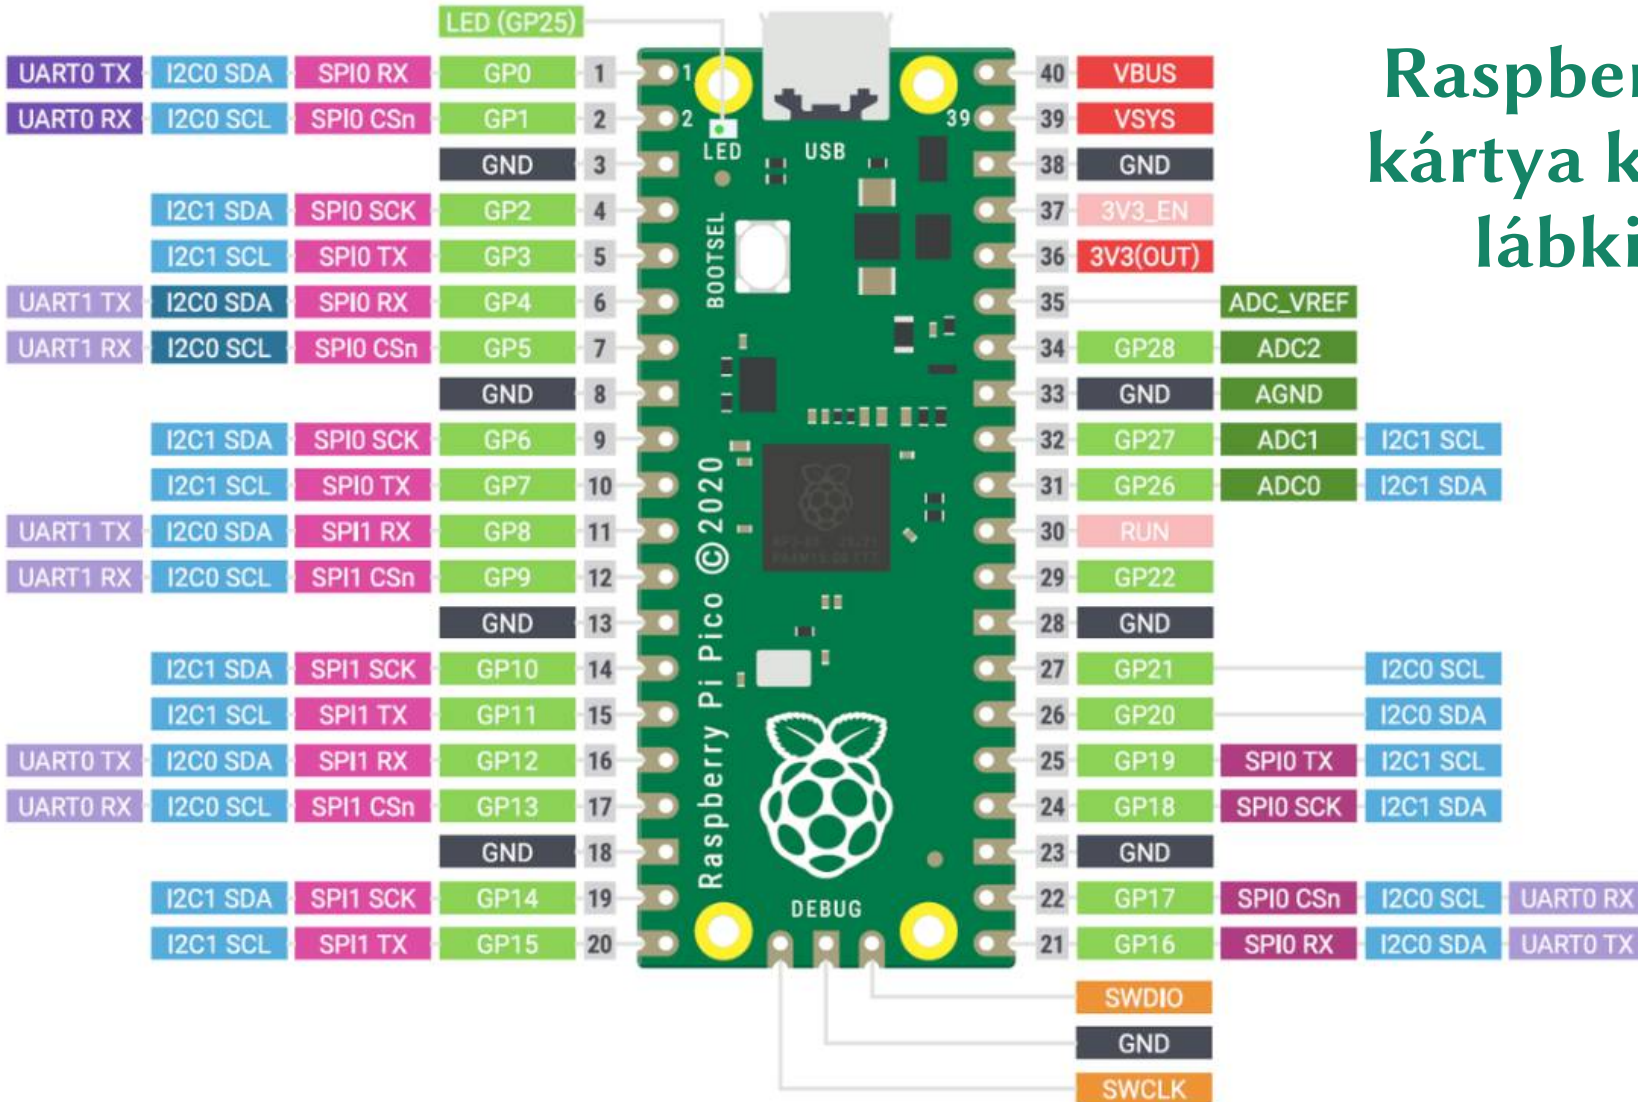 LED (GP25)
UART0 TX I2C0 SDA SPI0 RX GP0 1 1 40 VBUS
UART0 RX I2C0 SCL SPI0 CSn GP1 2 2 39 39 VSYS
LED USB
GND 3 38 GND
I2C1 SDA SPI0 SCK GP2 4 37 3V3_EN
I2C1 SCL SPI0 TX GP3 5 36 3V3(OUT)
BOOTSEL
UART1 TX I2C0 SDA SPI0 RX GP4 6 35 ADC_VREF
UART1 RX I2C0 SCL SPI0 CSn GP5 7 34 GP28 ADC2
GND 8 33 GND AGND
I2C1 SDA SPI0 SCK GP6 9 32 GP27 ADC1 I2C1 SCL
I2C1 SCL SPI0 TX GP7 10 31 GP26 ADC0 I2C1 SDA
UART1 TX I2C0 SDA SPI1 RX GP8 11 30 RUN
UART1 RX I2C0 SCL SPI1 CSn GP9 12 29 GP22
GND 13 28 GND
I2C1 SDA SPI1 SCK GP10 14 27 GP21 I2C0 SCL
I2C1 SCL SPI1 TX GP11 15 26 GP20 I2C0 SDA
UART0 TX I2C0 SDA SPI1 RX GP12 16 25 GP19 SPI0 TX I2C1 SCL
UART0 RX I2C0 SCL SPI1 CSn GP13 17 24 GP18 SPI0 SCK I2C1 SDA
GND 18 23 GND
I2C1 SDA SPI1 SCK GP14 19 22 GP17 SPI0 CSn I2C0 SCL UART0 RX
I2C1 SCL SPI1 TX GP15 20 21 GP16 SPI0 RX I2C0 SDA UART0 TX
Raspberry Pi Pico ©2020
DEBUG
SWDIO
GND
SWCLK
kártya